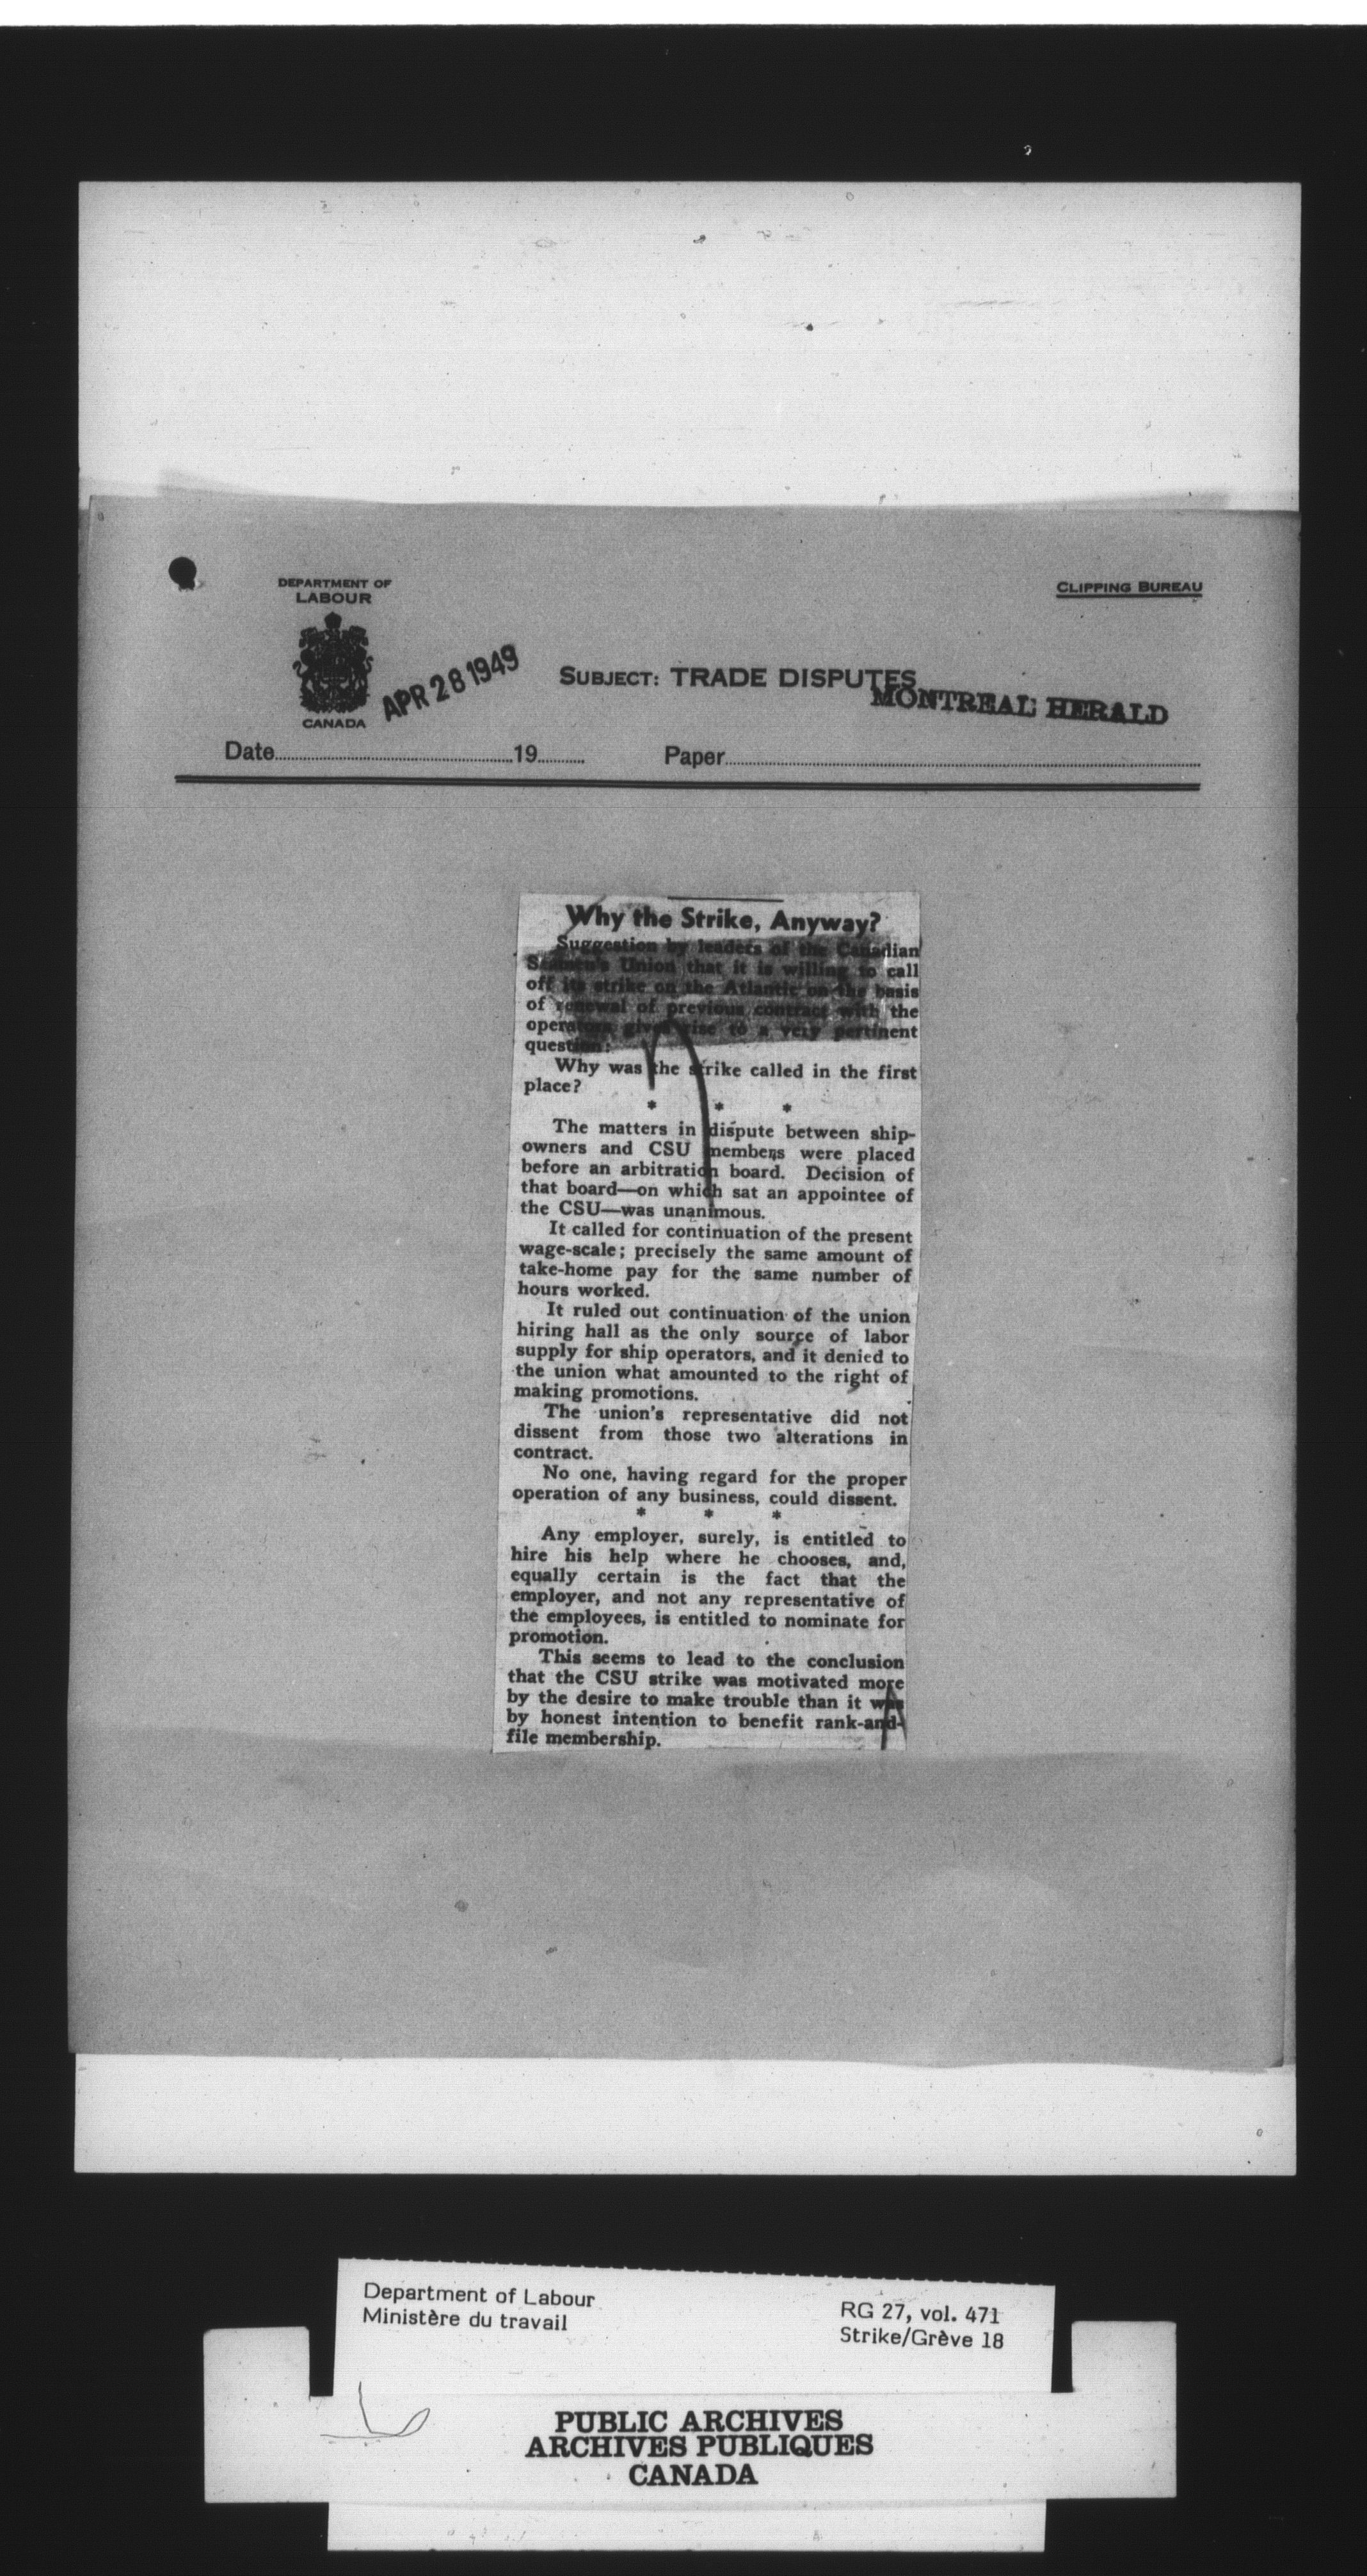 DEPARTMENT OF
LABOUR
CANADA
CLIPPING BUREAU
APR 28 1949
SUBJECT: TRADE DISPUTES
MONTREAL HERALD
Date 19
Paper
Why the Strike, Anyway?
Suggestion by leaders of the Canadian
Seamen's Union that it is willing to call
off its strike on the Atlantic on the basis
of renewal of previous contract with the
operators gives rise to a very pertinent
question:
Why was the strike called in the first
place?
* * *
The matters in dispute between ship-
owners and CSU members were placed
before an arbitration board. Decision of
that board—on which sat an appointee of
the CSU—was unanimous.
It called for continuation of the present
wage-scale; precisely the same amount of
take-home pay for the same number of
hours worked.
It ruled out continuation of the union
hiring hall as the only source of labor
supply for ship operators, and it denied to
the union what amounted to the right of
making promotions.
The union's representative did not
dissent from those two alterations in
contract.
No one, having regard for the proper
operation of any business, could dissent.
* * *
Any employer, surely, is entitled to
hire his help where he chooses, and,
equally certain is the fact that the
employer, and not any representative of
the employees, is entitled to nominate for
promotion.
This seems to lead to the conclusion
that the CSU strike was motivated more
by the desire to make trouble than it was
by honest intention to benefit rank-and-
file membership.
Department of Labour
Ministère du travail
RG 27, vol. 471
Strike/Grève 18
PUBLIC ARCHIVES
ARCHIVES PUBLIQUES
CANADA